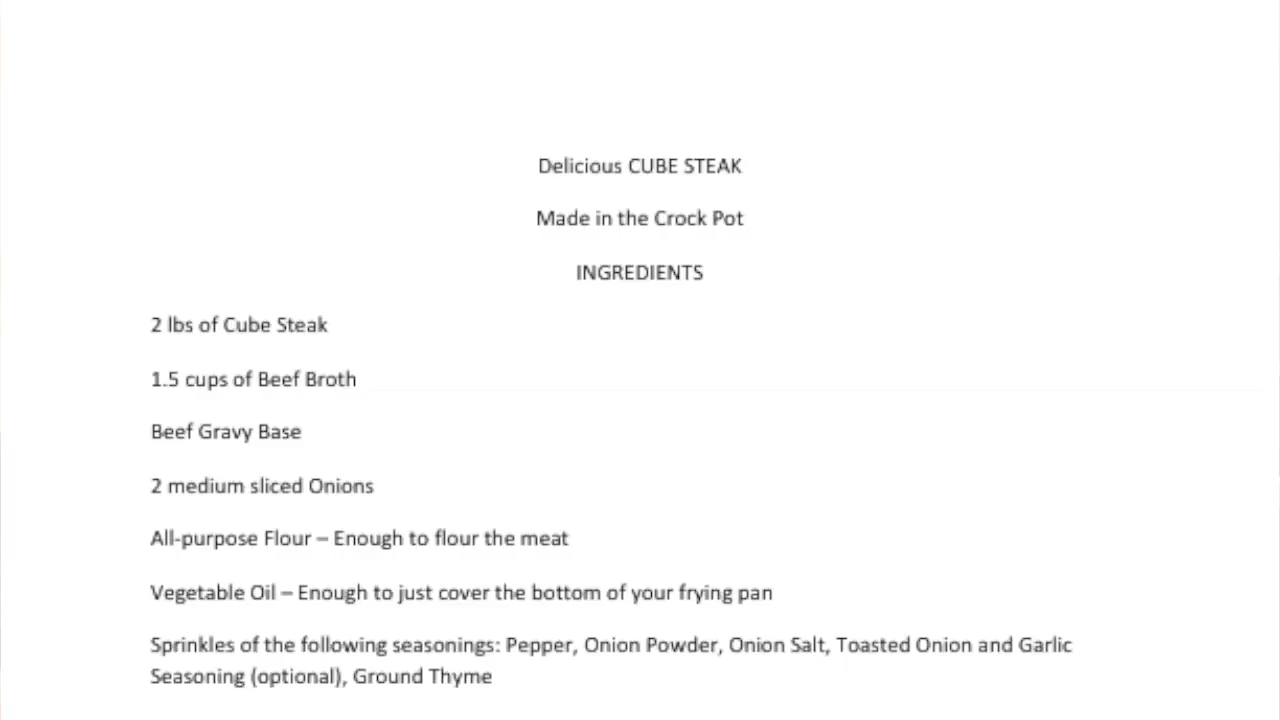 Delicious CUBE STEAK
Made in the Crock Pot
INGREDIENTS
2 lbs of Cube Steak
1.5 cups of Beef Broth
Beef Gravy Base
2 medium sliced Onions
All-purpose Flour – Enough to flour the meat
Vegetable Oil – Enough to just cover the bottom of your frying pan
Sprinkles of the following seasonings: Pepper, Onion Powder, Onion Salt, Toasted Onion and Garlic
Seasoning (optional), Ground Thyme